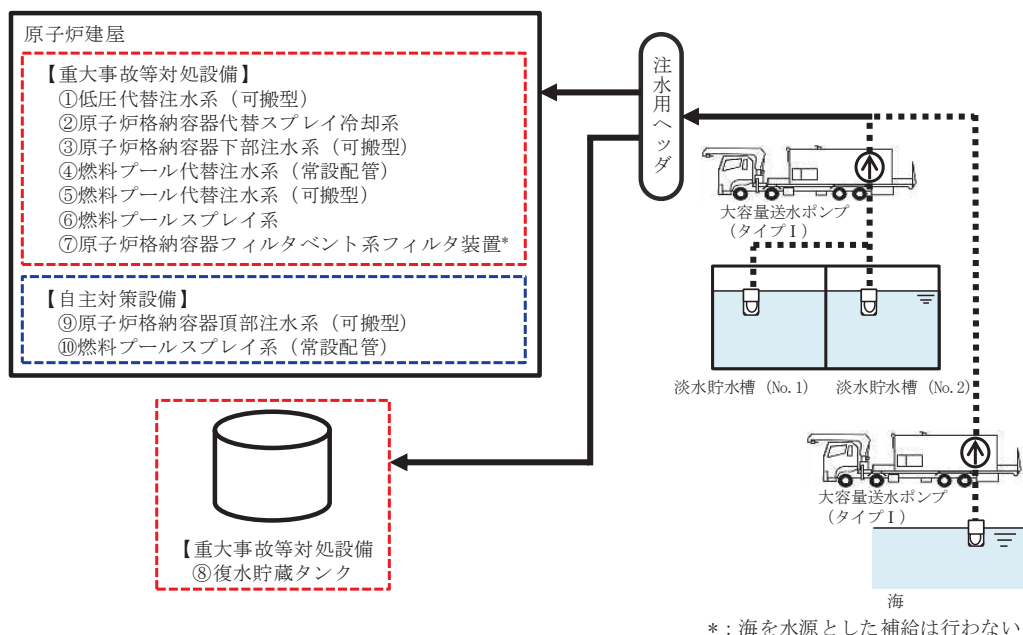 原子炉建屋
【重大事故等対処設備】
①低圧代替注水系（可搬型）
②原子炉格納容器代替スプレイ冷却系
③原子炉格納容器下部注水系（可搬型）
④燃料プール代替注水系（常設配管）
⑤燃料プール代替注水系（可搬型）
⑥燃料プールスプレイ系
⑦原子炉格納容器フィルタベント系フィルタ装置*
【自主対策設備】
⑨原子炉格納容器頂部注水系（可搬型）
⑩燃料プールスプレイ系（常設配管）
【重大事故等対処設備
⑧復水貯蔵タンク
注水用ヘッダ
大容量送水ポンプ
（タイプⅠ）
淡水貯水槽（No.1）
淡水貯水槽（No.2）
大容量送水ポンプ
（タイプⅠ）
海
*：海を水源とした補給は行わない